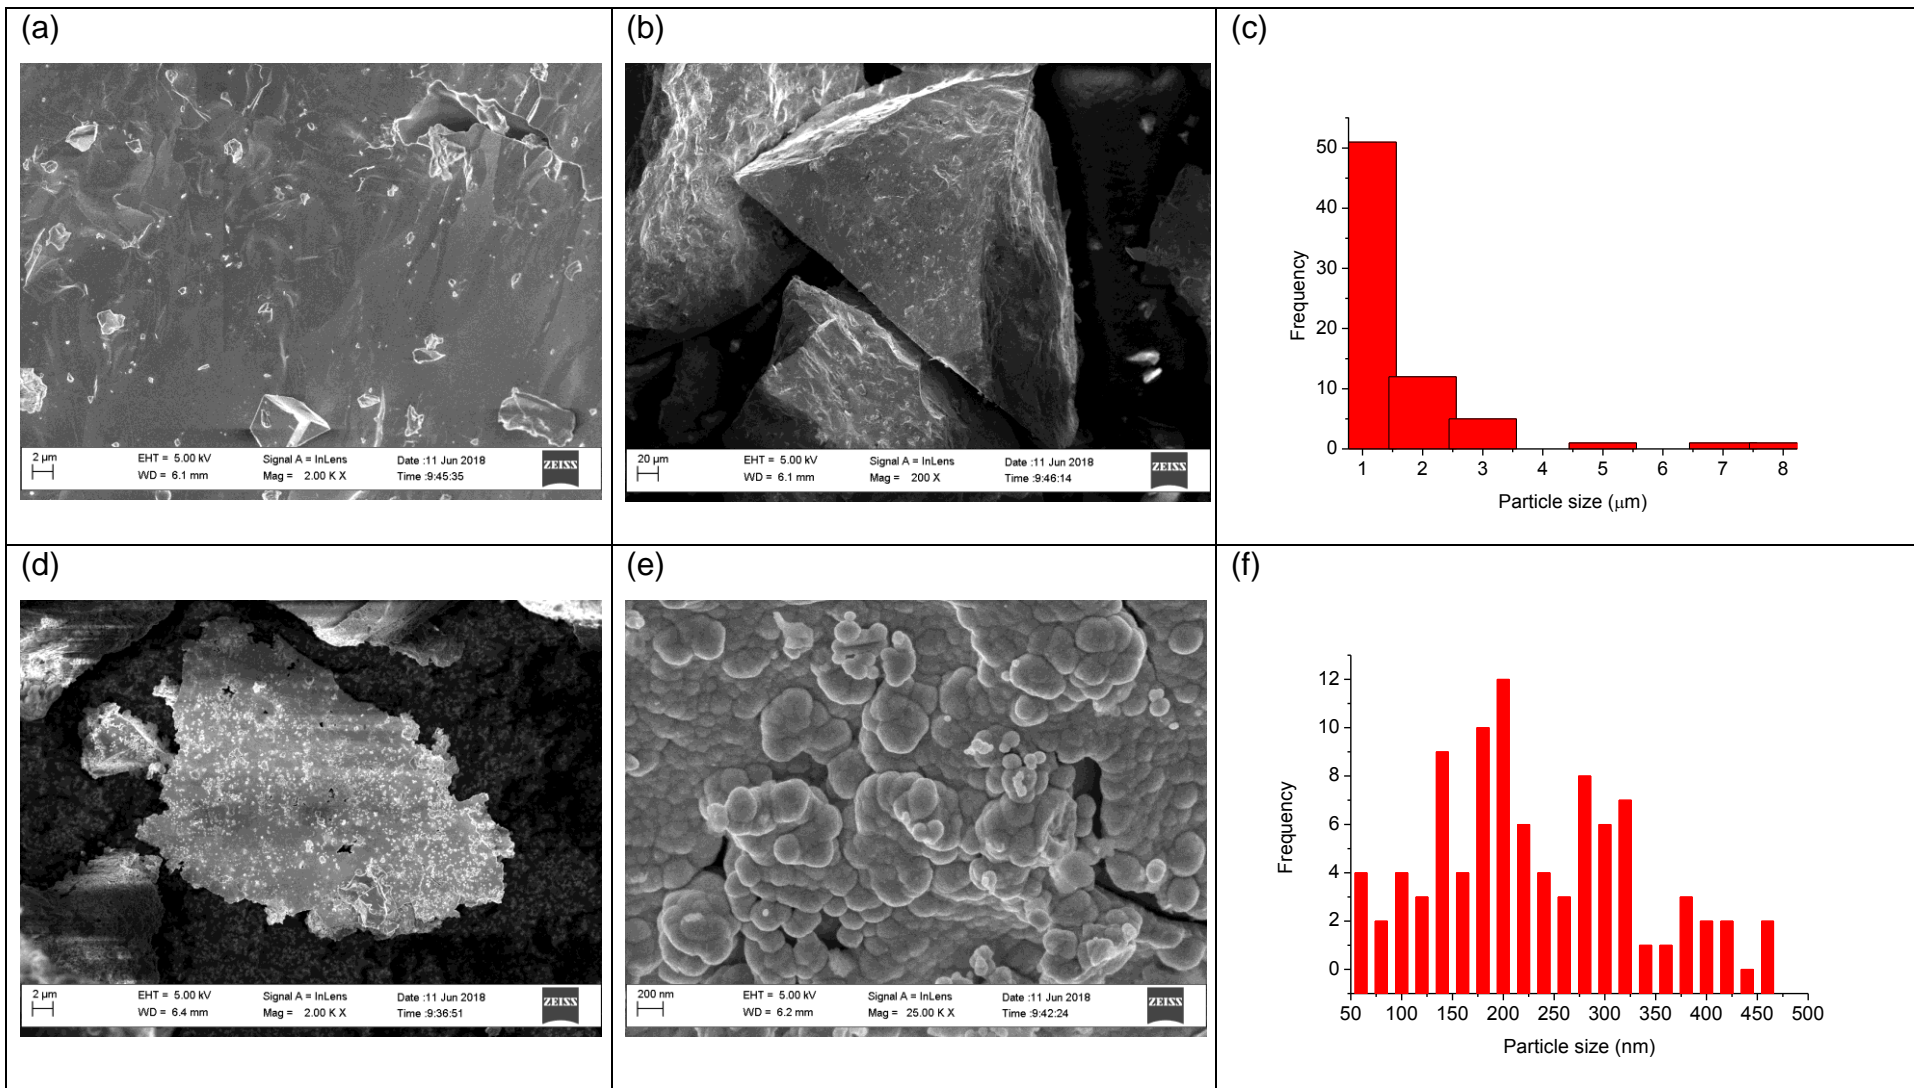 (a)
2 µm
EHT = 5.00 kV
WD = 6.1 mm
Signal A = InLens
Mag = 2.00 K X
Date :11 Jun 2018
Time :9:45:35
ZEISS
(b)
20 µm
EHT = 5.00 kV
WD = 6.1 mm
Signal A = InLens
Mag = 200 X
Date :11 Jun 2018
Time :9:46:14
ZEISS
(c)
50
40
30
20
10
0
Frequency
1 2 3 4 5 6 7 8
Particle size (µm)
(d)
2 µm
EHT = 5.00 kV
WD = 6.4 mm
Signal A = InLens
Mag = 2.00 K X
Date :11 Jun 2018
Time :9:36:51
ZEISS
(e)
200 nm
EHT = 5.00 kV
WD = 6.2 mm
Signal A = InLens
Mag = 25.00 K X
Date :11 Jun 2018
Time :9:42:24
ZEISS
(f)
12
10
8
6
4
2
0
Frequency
50 100 150 200 250 300 350 400 450 500
Particle size (nm)